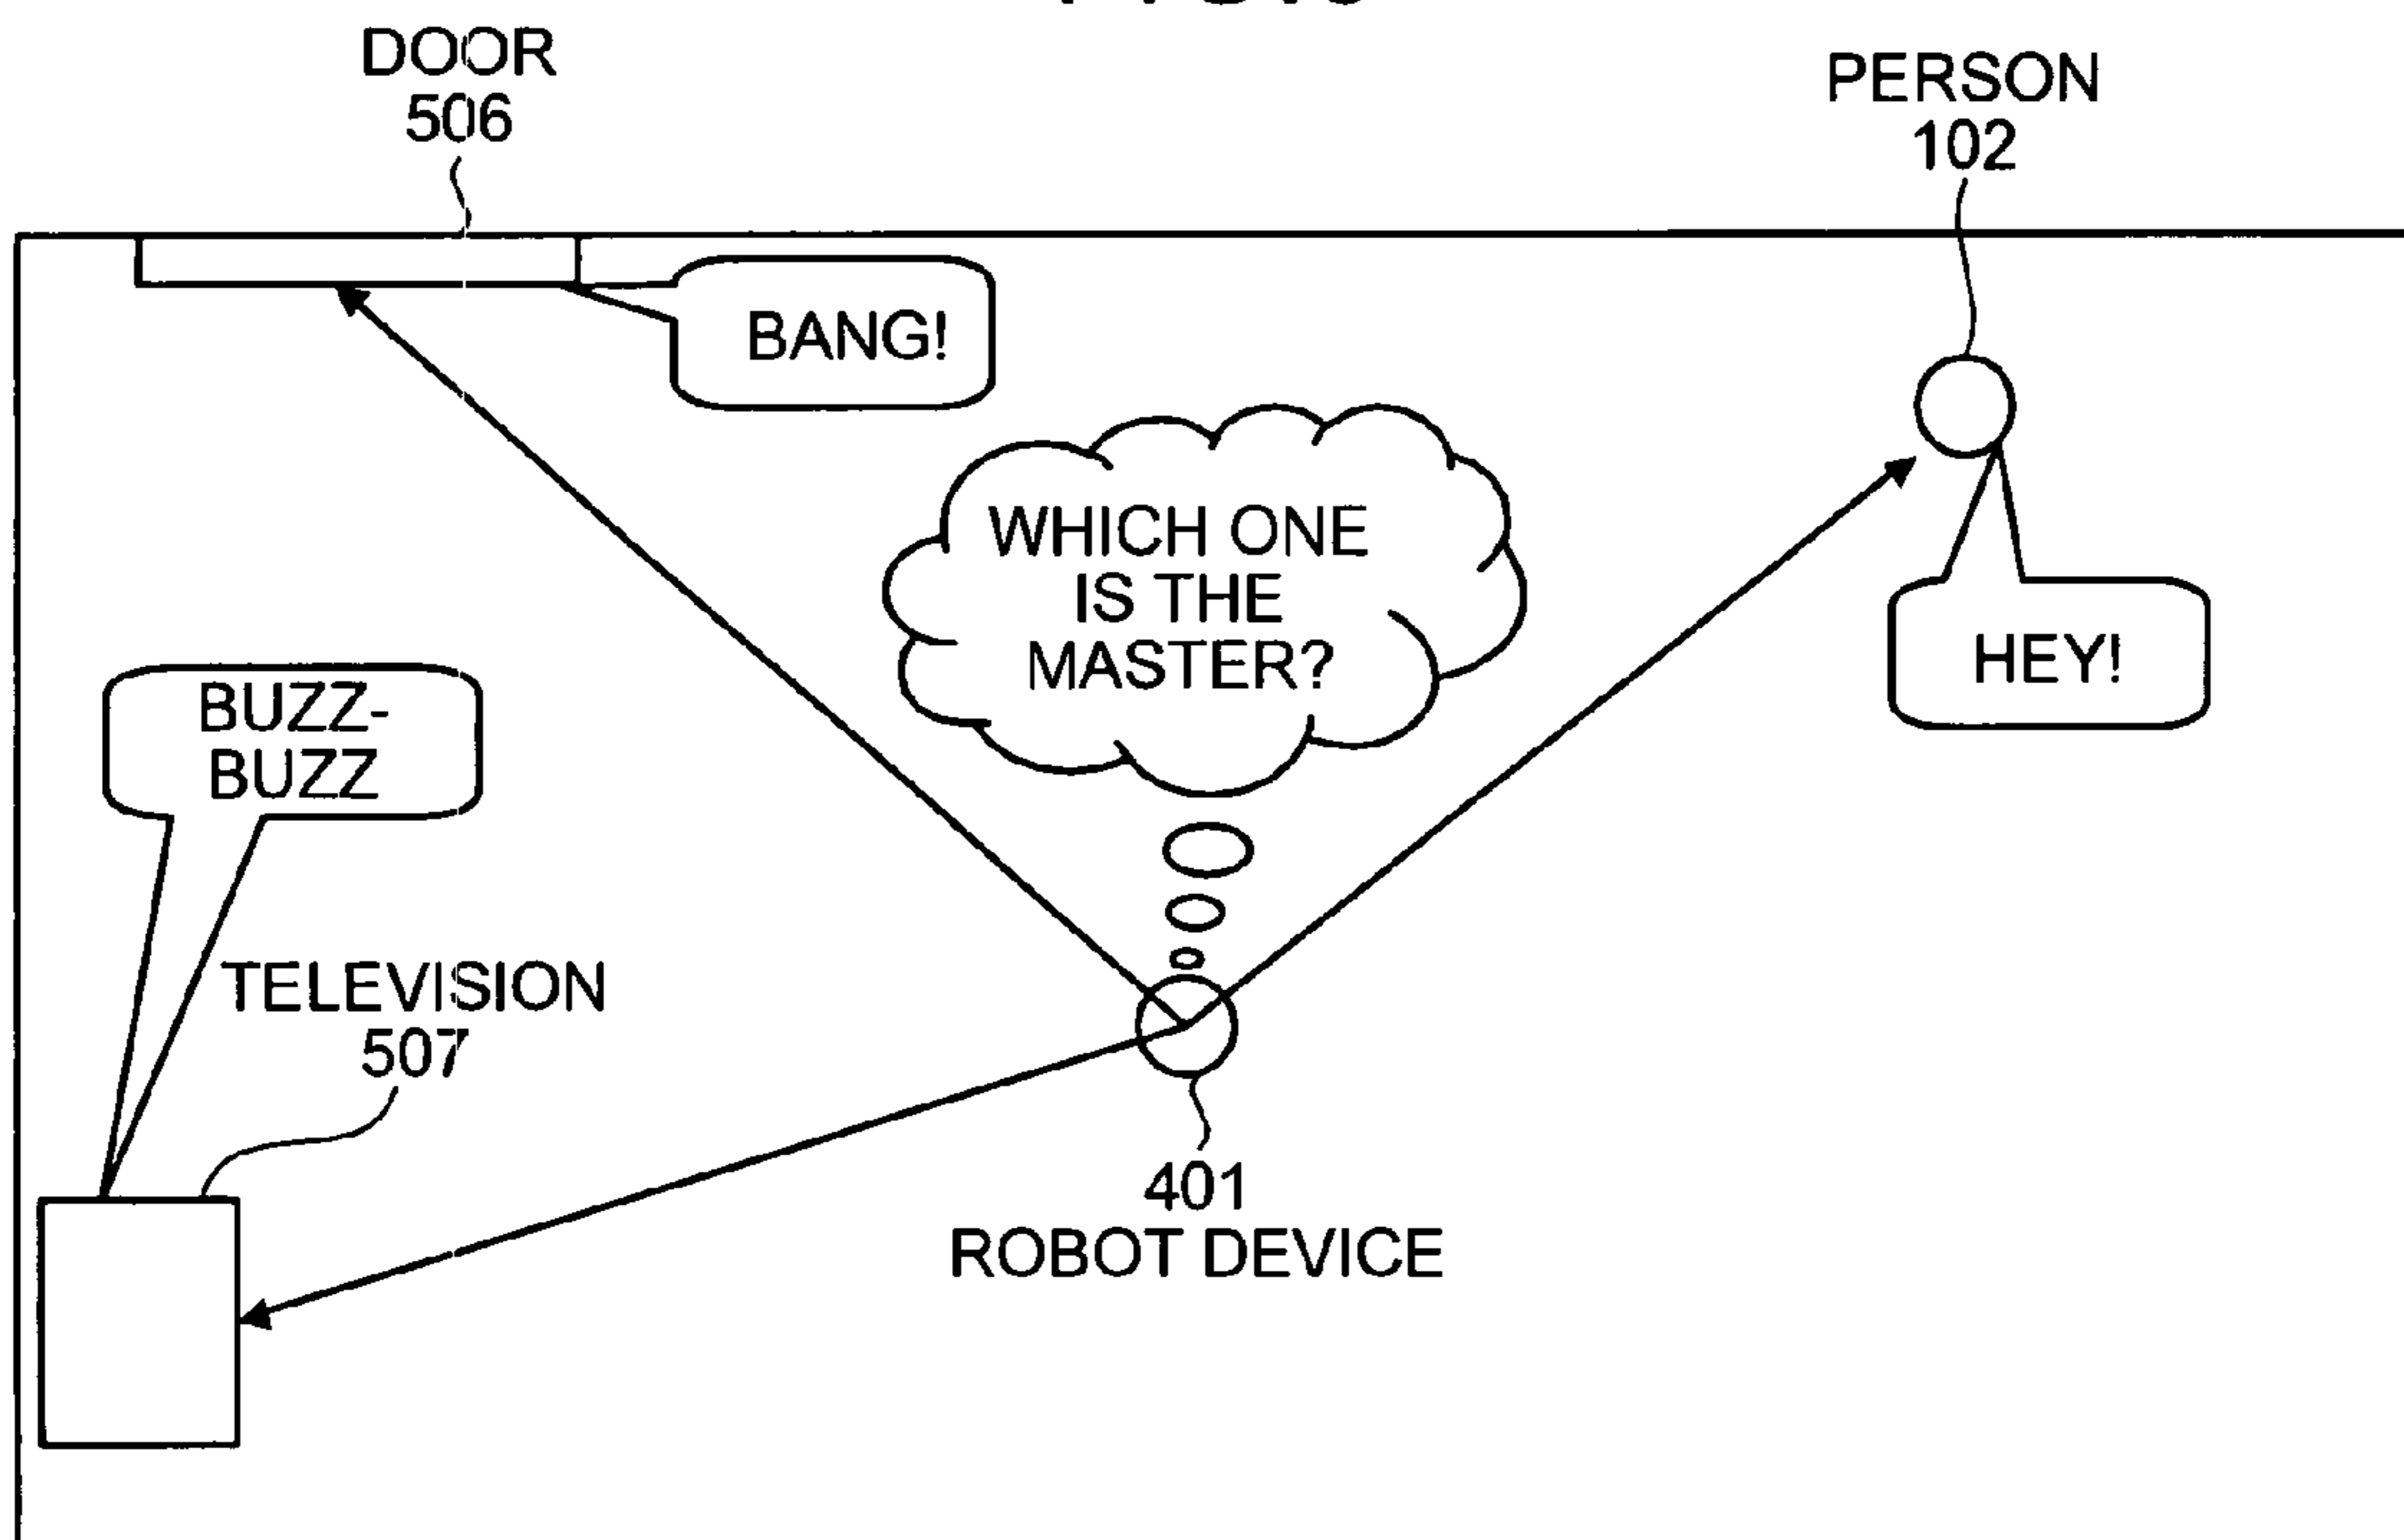 DOOR
506
PERSON
102
BANG!
WHICH ONE
IS THE
MASTER?
HEY!
BUZZ-
BUZZ
TELEVISION
507
401
ROBOT DEVICE